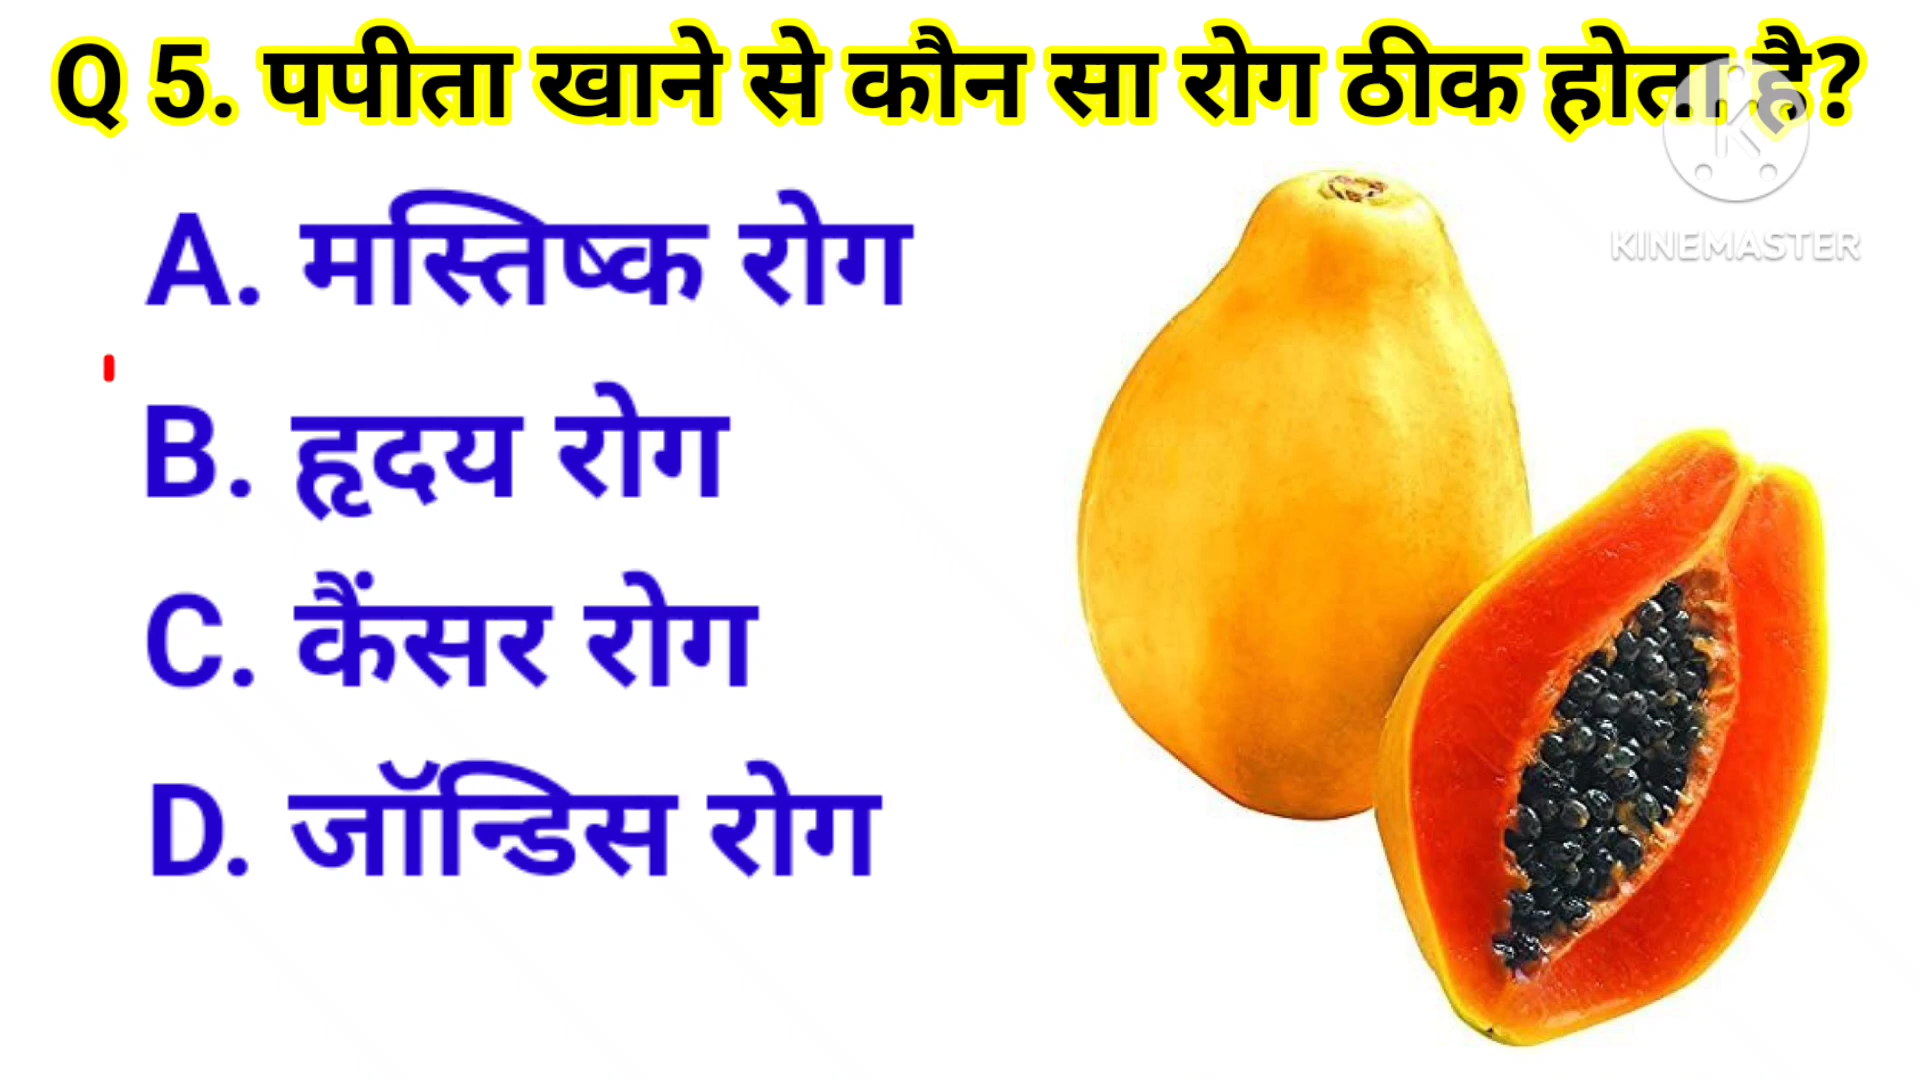 Q 5. पपीता खाने से कौन सा रोग ठीक होता है?
A. मस्तिष्क रोग
B. हृदय रोग
C. कैंसर रोग
D. जॉन्डिस रोग
K
KINEMASTER